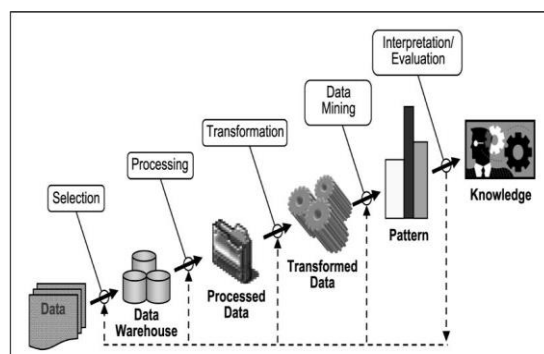 Interpretation/
Evaluation
Data
Mining
Transformation
Processing
Selection
Knowledge
Pattern
Transformed
Data
Processed
Data
Data
Warehouse
Data